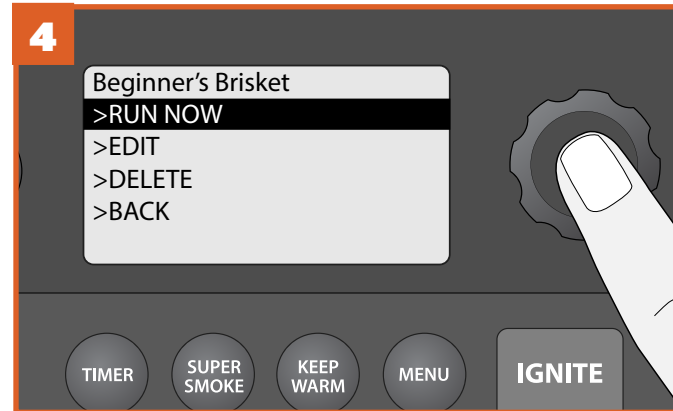 4
Beginner’s Brisket
>RUN NOW
>EDIT
>DELETE
>BACK
TIMER
SUPER
SMOKE
KEEP
WARM
MENU
IGNITE